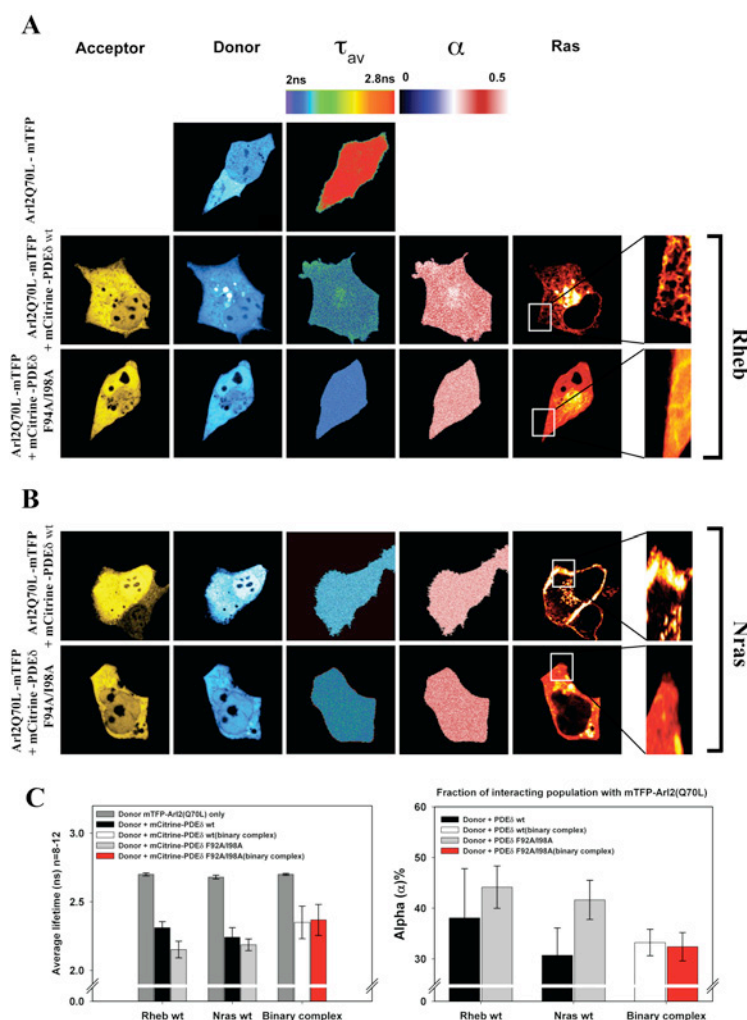 A
Acceptor Donor τav α Ras
2ns 2.8ns 0 0.5
Arl2Q70L - mTFP
Arl2Q70L -mTFP
+ mCitrine -PDEδ wt
Arl2Q70L -mTFP
+ mCitrine -PDEδ
F94A/I98A
Rheb
B
Arl2Q70L -mTFP
+ mCitrine -PDEδ wt
Arl2Q70L -mTFP
+ mCitrine -PDEδ
F94A/I98A
Nras
C
Donor mTFP-Arl2(Q70L) only
Donor + mCitrine-PDEδ wt
Donor + mCitrine-PDEδ wt(binary complex)
Donor + mCitrine-PDEδ F92A/I98A
Donor + mCitrine-PDEδ F92A/I98A(binary complex)
Average lifetime (ns) n=8-12
3.0
2.5
2.0
0.0
Rheb wt Nras wt Binary complex
Fraction of interacting population with mTFP-Arl2(Q70L)
Donor + PDEδ wt
Donor + PDEδ wt(binary complex)
Donor + PDEδ F92A/I98A
Donor + PDEδ F92A/I98A(binary complex)
Alpha (α)%
60
50
40
30
0.0
Rheb wt Nras wt Binary complex